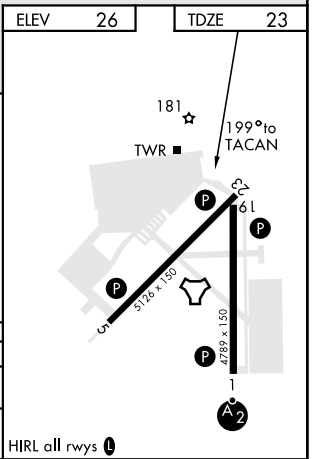 ELEV 26
TDZE 23
181
199° to
TACAN
TWR
23
19
P
P
P
5126 x 150
5
4789 x 150
P
1
A2
HIRL all rwys L